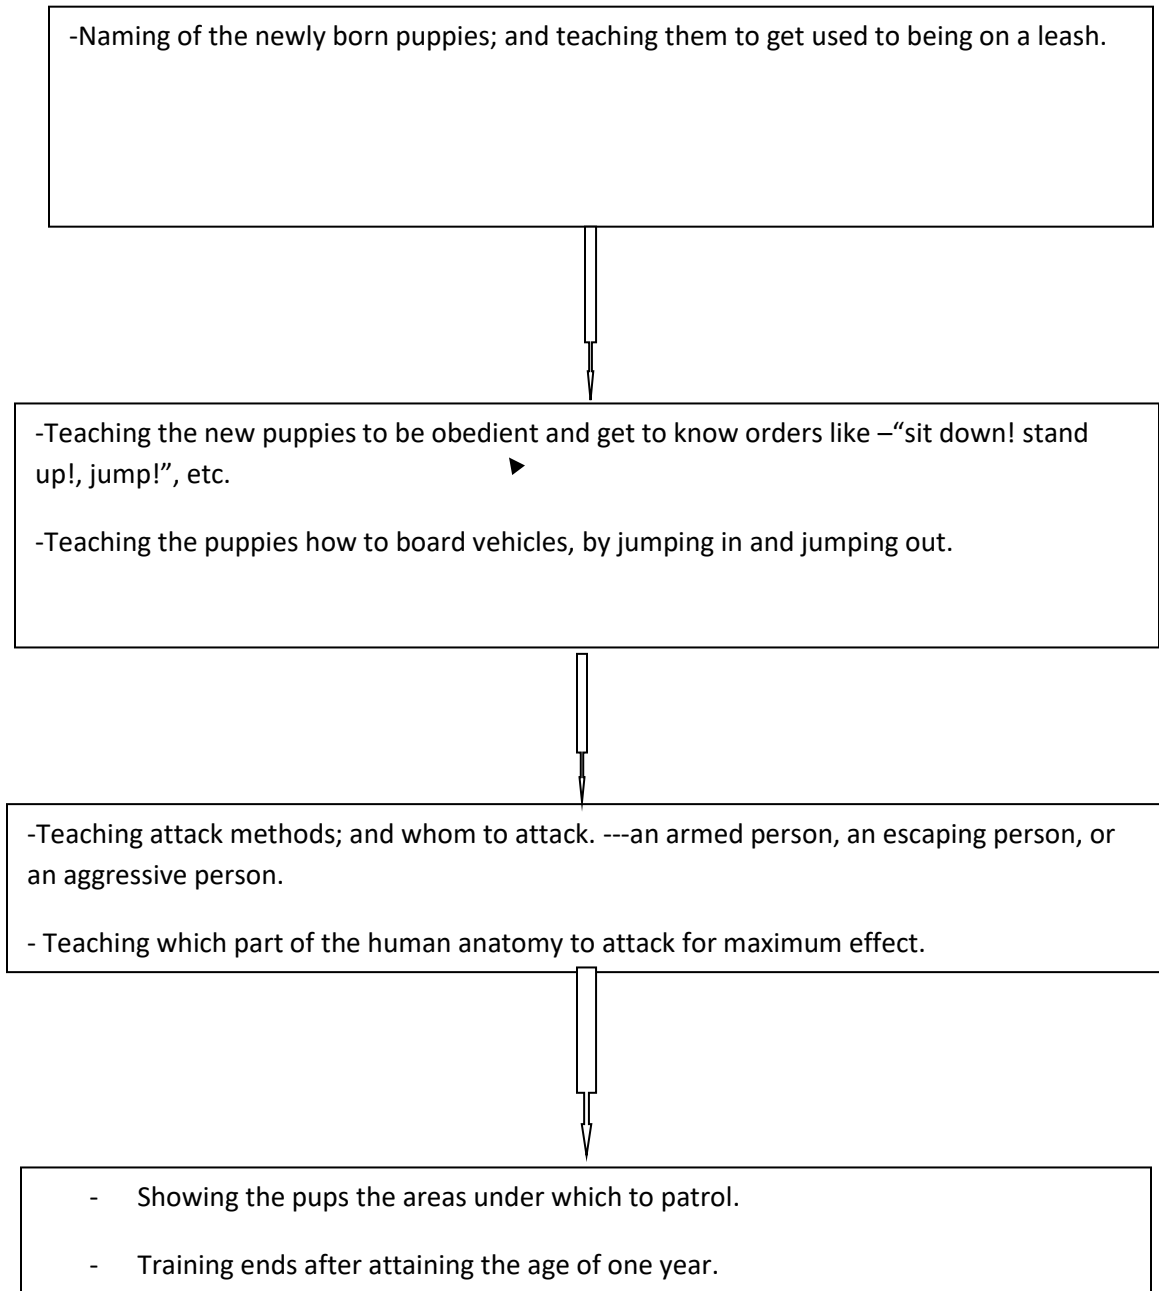 -Naming of the newly born puppies; and teaching them to get used to being on a leash.
-Teaching the new puppies to be obedient and get to know orders like –“sit down! stand
up!, jump!”, etc.
-Teaching the puppies how to board vehicles, by jumping in and jumping out.
-Teaching attack methods; and whom to attack. ---an armed person, an escaping person, or
an aggressive person.
- Teaching which part of the human anatomy to attack for maximum effect.
- Showing the pups the areas under which to patrol.
- Training ends after attaining the age of one year.